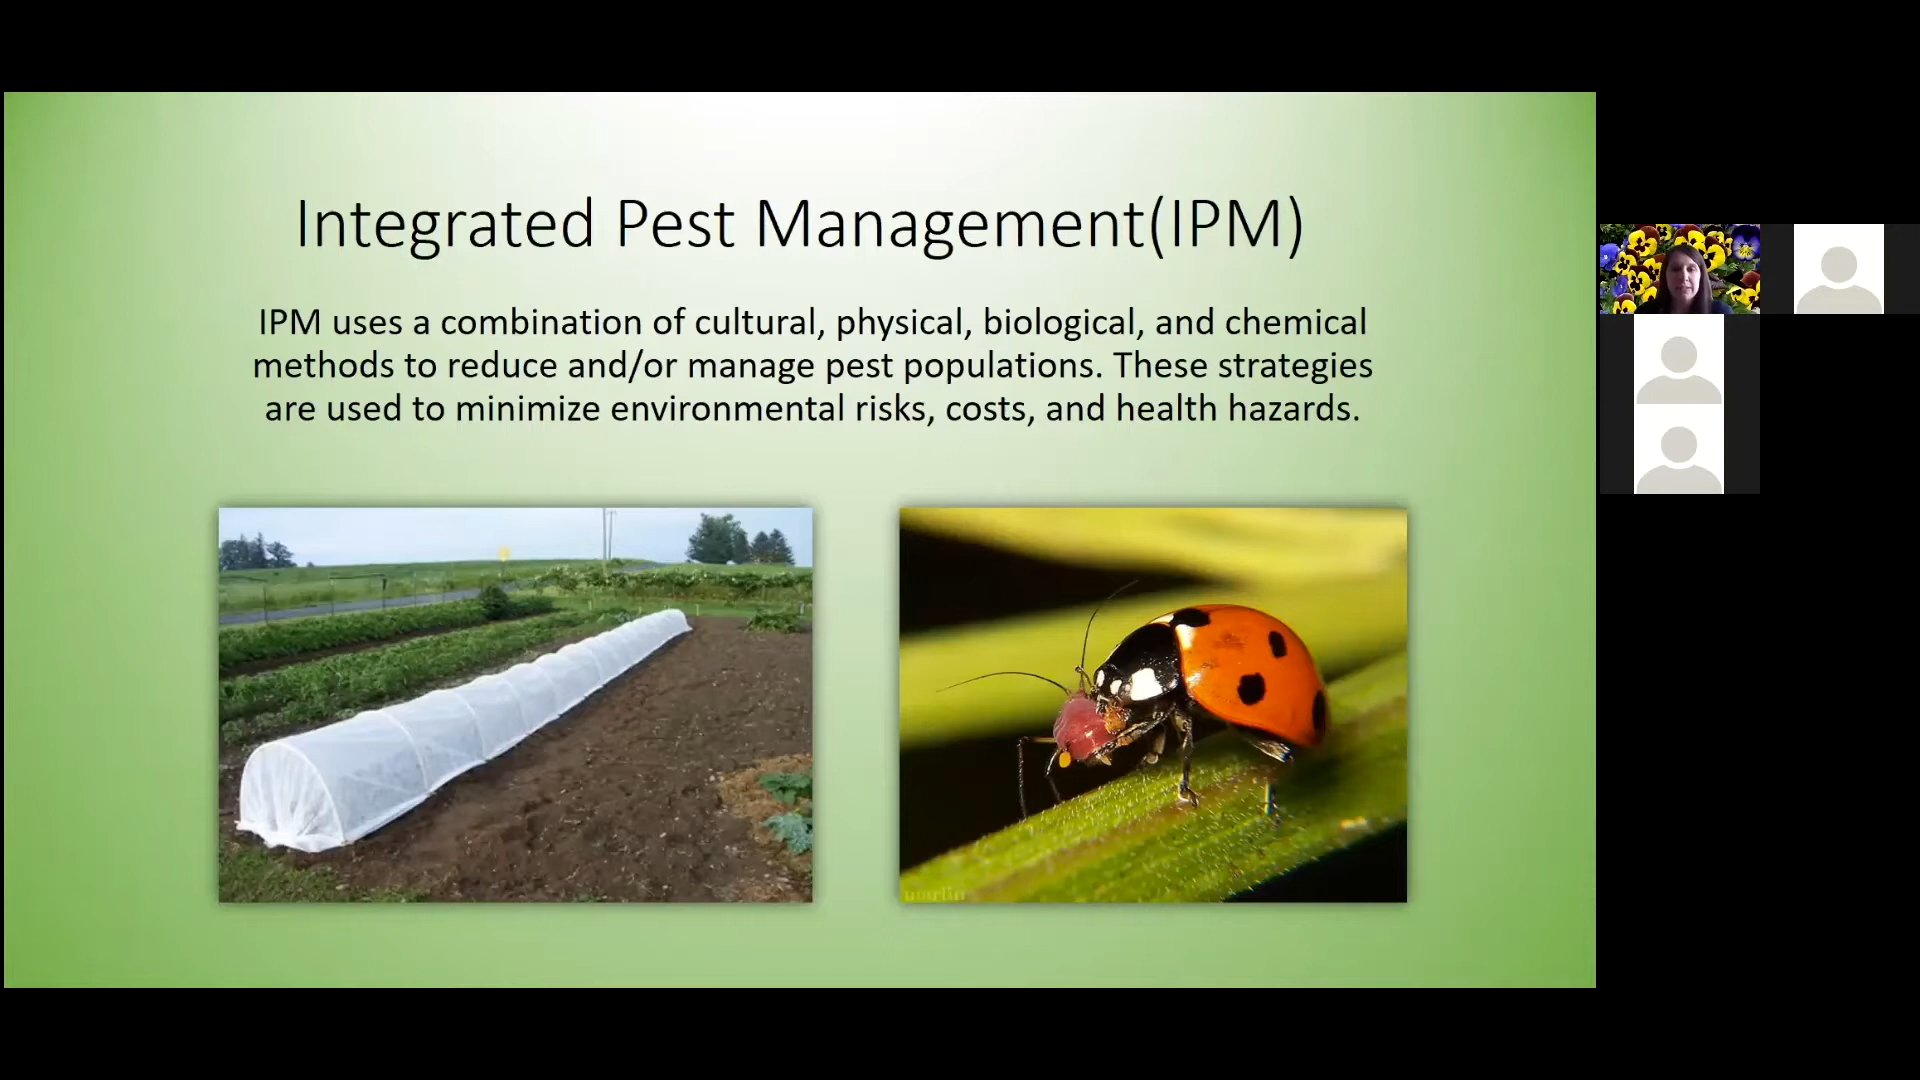 Integrated Pest Management(IPM)
IPM uses a combination of cultural, physical, biological, and chemical
methods to reduce and/or manage pest populations. These strategies
are used to minimize environmental risks, costs, and health hazards.
marlin